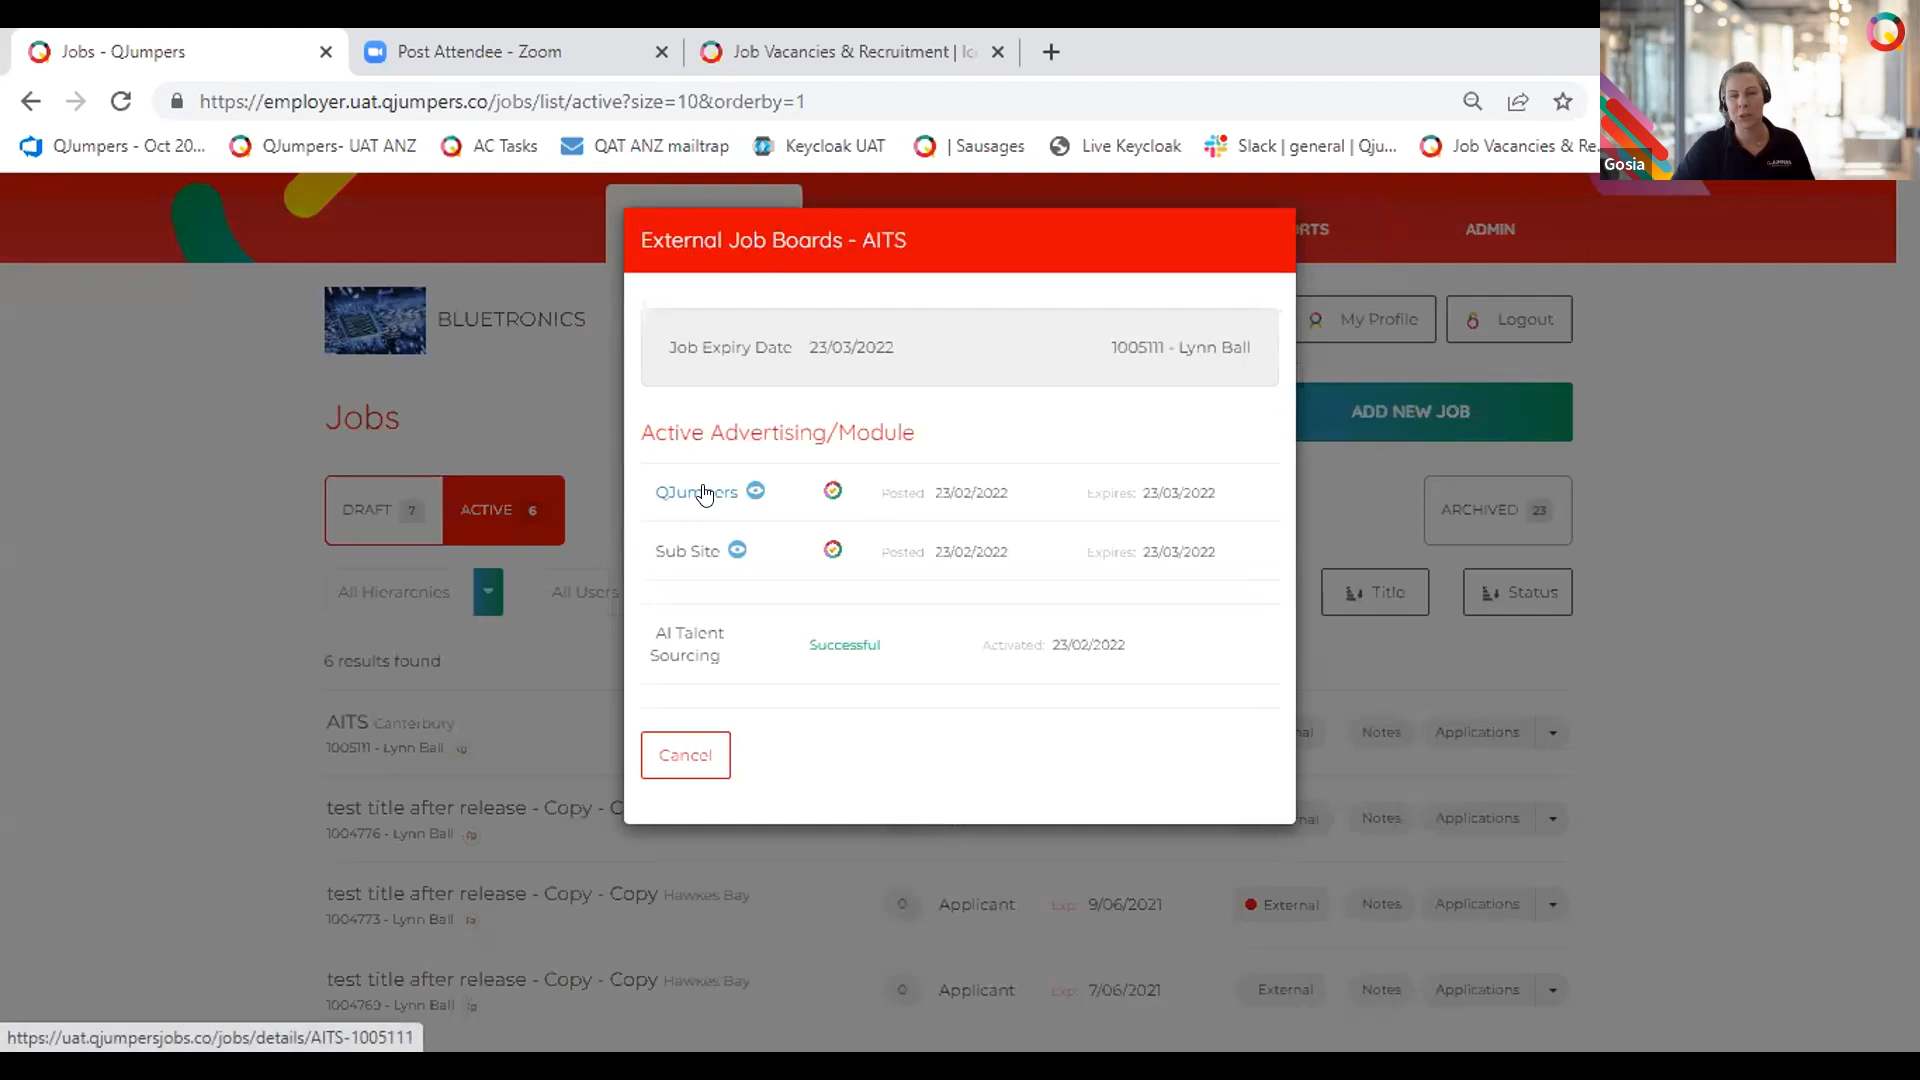 Jobs - QJumpers
Post Attendee - Zoom
Job Vacancies & Recruitment |
https://employer.uat.qjumpers.co/jobs/list/active?size=10&orderby=1
QJumpers - Oct 20...
QJumpers- UAT ANZ
AC Tasks
QAT ANZ mailtrap
Keycloak UAT
| Sausages
Live Keycloak
Slack | general | Qju...
Job Vacancies & Re...
Gosia
ADMIN
External Job Boards - AITS
BLUETRONICS
My Profile
Logout
Job Expiry Date 23/03/2022
1005111 - Lynn Ball
Jobs
ADD NEW JOB
Active Advertising/Module
QJumpers
Posted 23/02/2022
Expires: 23/03/2022
DRAFT 7
ACTIVE 6
ARCHIVED 23
Sub Site
Posted 23/02/2022
Expires: 23/03/2022
All Hierarchies
All Users
Title
Status
AI Talent
Sourcing
Successful
Activated: 23/02/2022
6 results found
AITS Canterbury
1005111 - Lynn Ball
Notes
Applications
Cancel
test title after release - Copy - C
1004776 - Lynn Ball
Notes
Applications
test title after release - Copy - Copy Hawkes Bay
1004773 - Lynn Ball
0 Applicant
Exp: 9/06/2021
External
Notes
Applications
test title after release - Copy - Copy Hawkes Bay
1004769 - Lynn Ball
0 Applicant
Exp: 7/06/2021
External
Notes
Applications
https://uat.qjumpersjobs.co/jobs/details/AITS-1005111